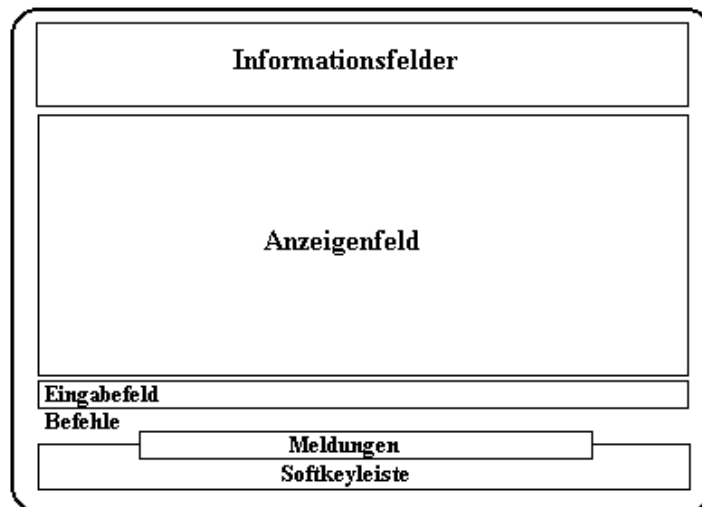 Informationsfelder
Anzeigenfeld
Eingabefeld
Befehle
Meldungen
Softkeyleiste